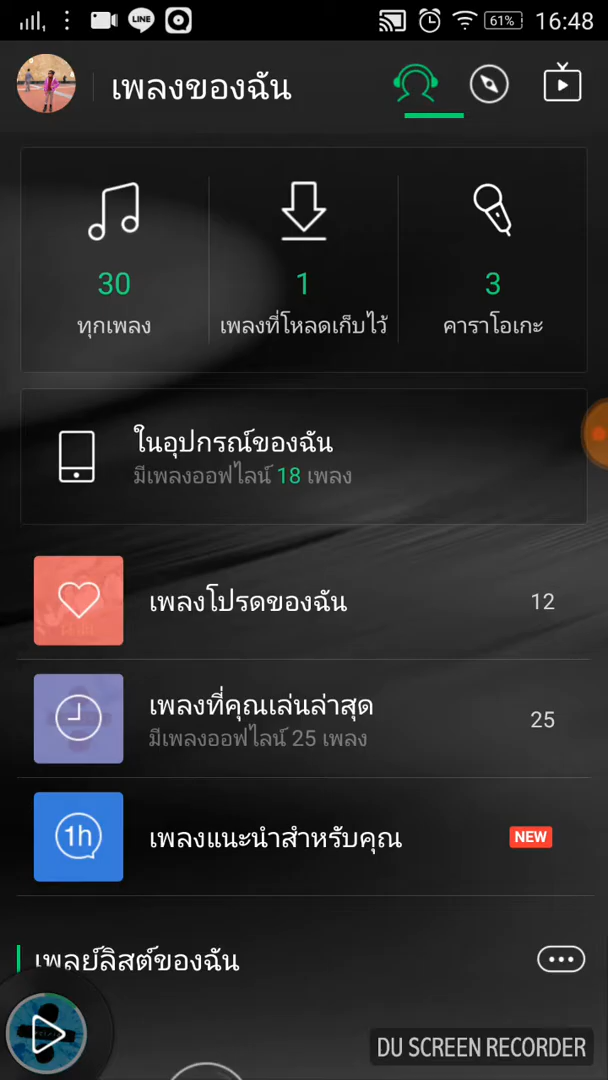 LINE
61%
16:48
เพลงของฉัน
30
1
3
ทุกเพลง
เพลงที่โหลดเก็บไว้
คาราโอเกะ
ในอุปกรณ์ของฉัน
มีเพลงออฟไลน์ 18 เพลง
เพลงโปรดของฉัน
12
เพลงที่คุณเล่นล่าสุด
มีเพลงออฟไลน์ 25 เพลง
25
1h
เพลงแนะนำสำหรับคุณ
NEW
เพลย์ลิสต์ของฉัน
DU SCREEN RECORDER